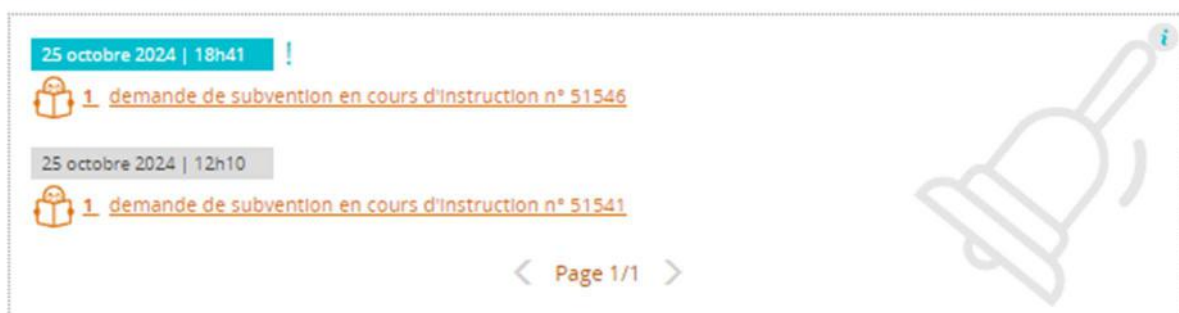 25 octobre 2024 | 18h41 !
1 demande de subvention en cours d'instruction n° 51546
25 octobre 2024 | 12h10
1 demande de subvention en cours d'instruction n° 51541
< Page 1/1 >
i